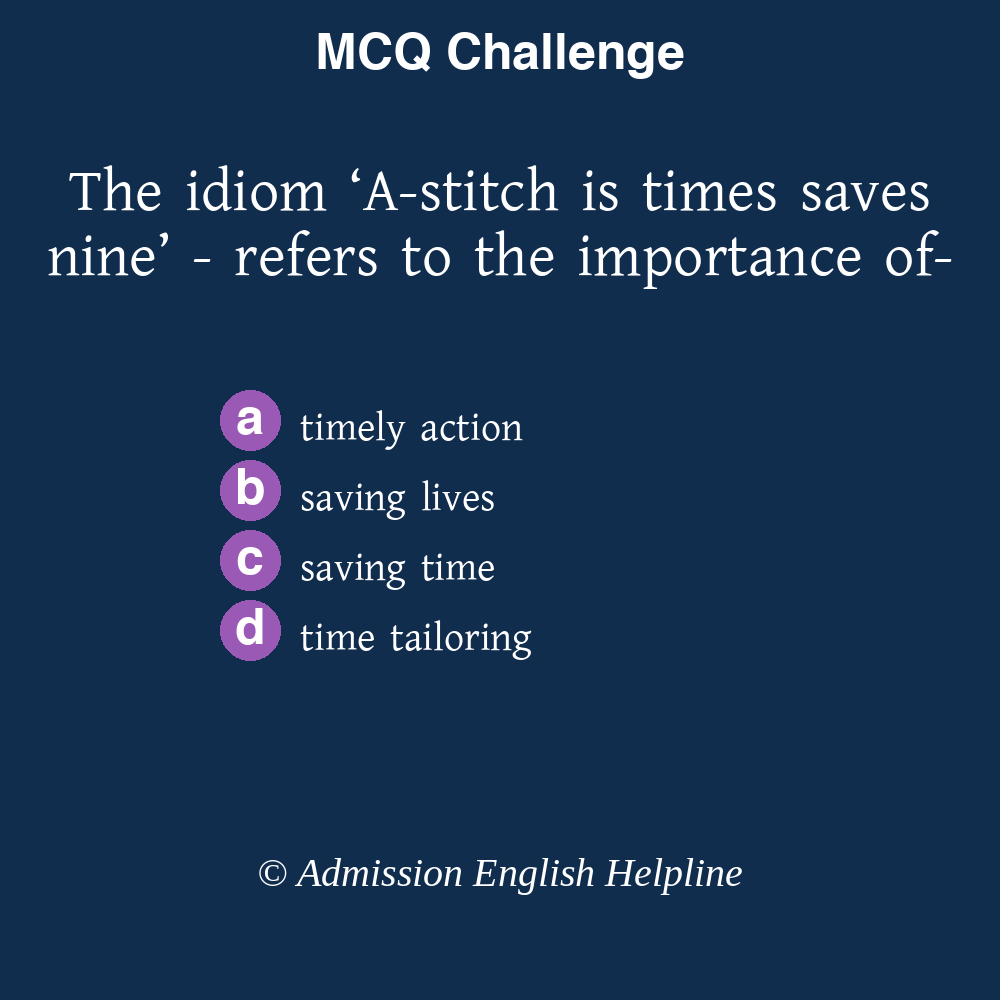 MCQ Challenge
The idiom ‘A-stitch is times saves
nine’ - refers to the importance of-
a timely action
b saving lives
c saving time
d time tailoring
© Admission English Helpline